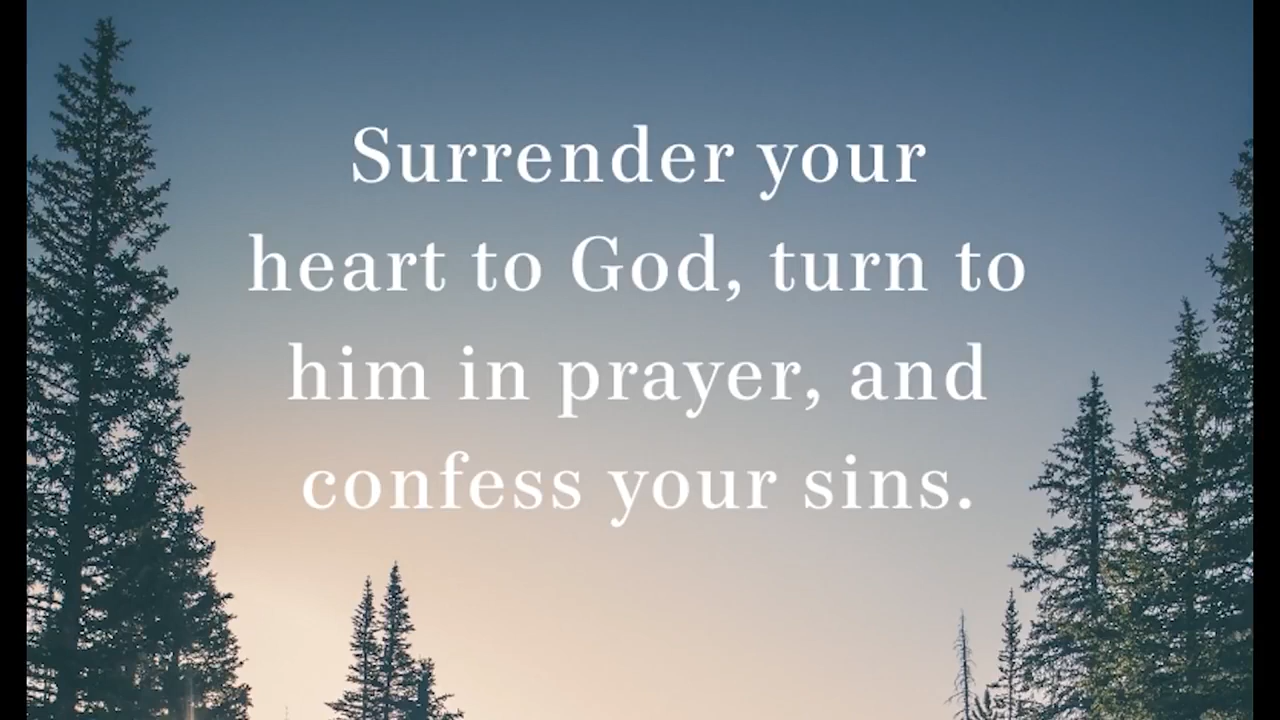 Surrender your
heart to God, turn to
him in prayer, and
confess your sins.